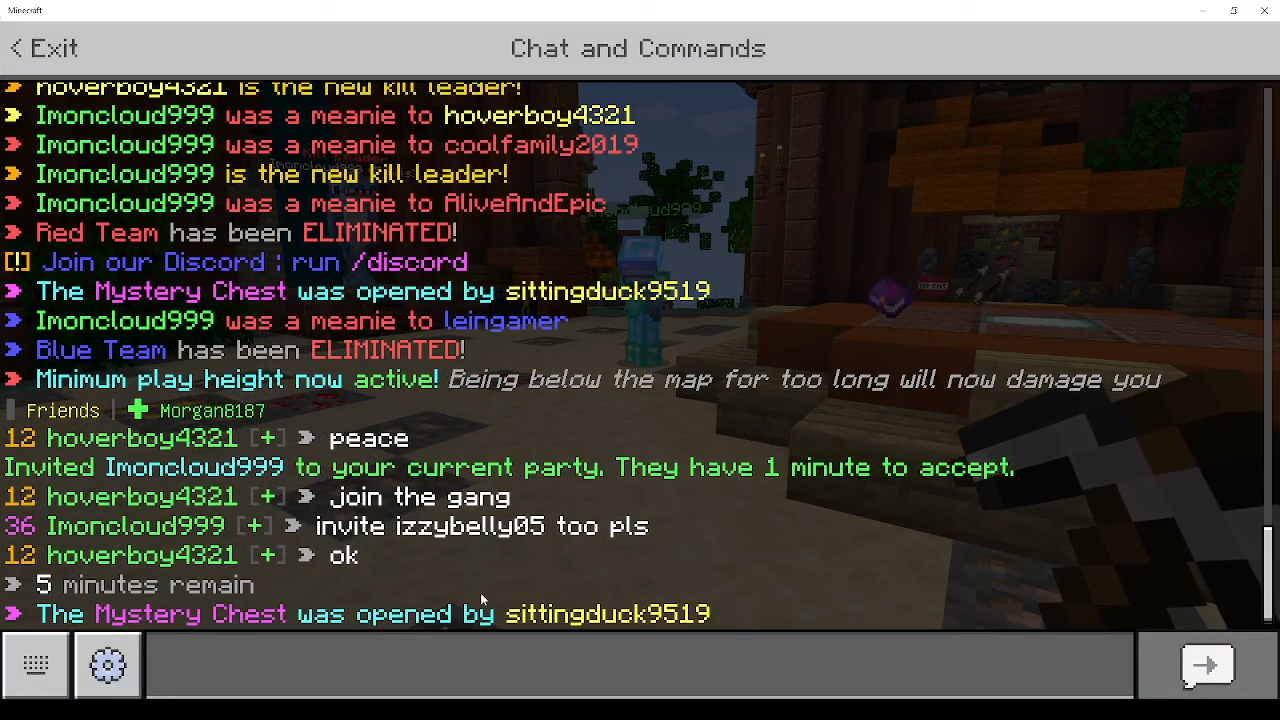 Minecraft
< Exit
Chat and Commands
hoverboy4321 is the new kill leader!
Imoncloud999 was a meanie to hoverboy4321
Imoncloud999 was a meanie to coolfamily2019
Imoncloud999 is the new kill leader!
Imoncloud999 was a meanie to AliveAndEpic
Red Team has been ELIMINATED!
[!] Join our Discord : run /discord
The Mystery Chest was opened by sittingduck9519
Imoncloud999 was a meanie to leingamer
Blue Team has been ELIMINATED!
Minimum play height now active! Being below the map for too long will now damage you
Friends | + Morgan8187
12 hoverboy4321 [+] peace
Invited Imoncloud999 to your current party. They have 1 minute to accept.
12 hoverboy4321 [+] join the gang
36 Imoncloud999 [+] invite izzybelly05 too pls
12 hoverboy4321 [+] ok
5 minutes remain
The Mystery Chest was opened by sittingduck9519